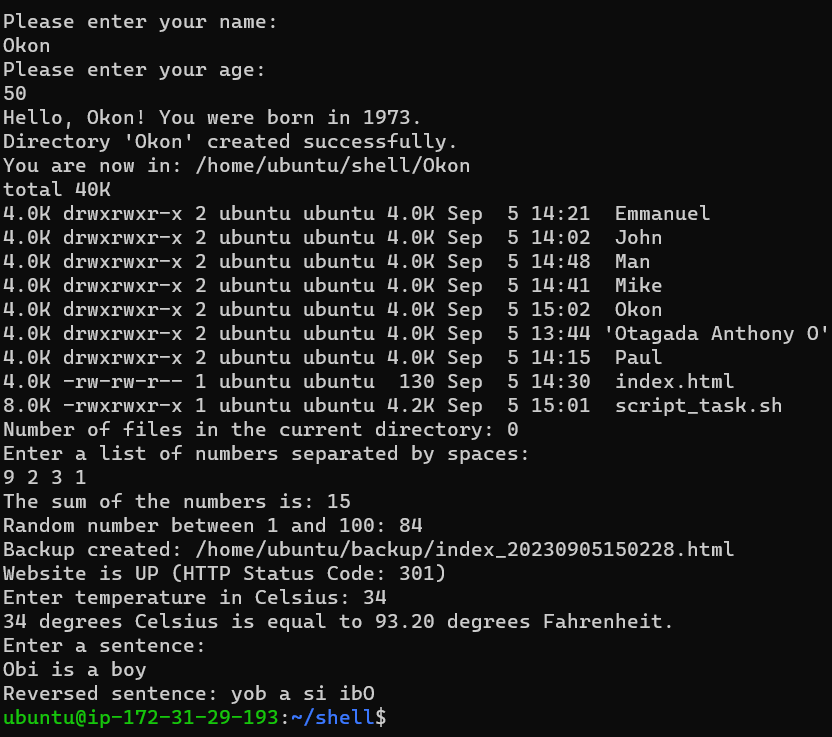 Please enter your name:
Okon
Please enter your age:
50
Hello, Okon! You were born in 1973.
Directory 'Okon' created successfully.
You are now in: /home/ubuntu/shell/Okon
total 40K
4.0K drwxrwxr-x 2 ubuntu ubuntu 4.0K Sep  5 14:21  Emmanuel
4.0K drwxrwxr-x 2 ubuntu ubuntu 4.0K Sep  5 14:02  John
4.0K drwxrwxr-x 2 ubuntu ubuntu 4.0K Sep  5 14:48  Man
4.0K drwxrwxr-x 2 ubuntu ubuntu 4.0K Sep  5 14:41  Mike
4.0K drwxrwxr-x 2 ubuntu ubuntu 4.0K Sep  5 15:02  Okon
4.0K drwxrwxr-x 2 ubuntu ubuntu 4.0K Sep  5 13:44 'Otagada Anthony O'
4.0K drwxrwxr-x 2 ubuntu ubuntu 4.0K Sep  5 14:15  Paul
4.0K -rw-rw-r-- 1 ubuntu ubuntu  130 Sep  5 14:30  index.html
8.0K -rwxrwxr-x 1 ubuntu ubuntu 4.2K Sep  5 15:01  script_task.sh
Number of files in the current directory: 0
Enter a list of numbers separated by spaces:
9 2 3 1
The sum of the numbers is: 15
Random number between 1 and 100: 84
Backup created: /home/ubuntu/backup/index_20230905150228.html
Website is UP (HTTP Status Code: 301)
Enter temperature in Celsius: 34
34 degrees Celsius is equal to 93.20 degrees Fahrenheit.
Enter a sentence:
Obi is a boy
Reversed sentence: yob a si ibO
ubuntu@ip-172-31-29-193:~/shell$